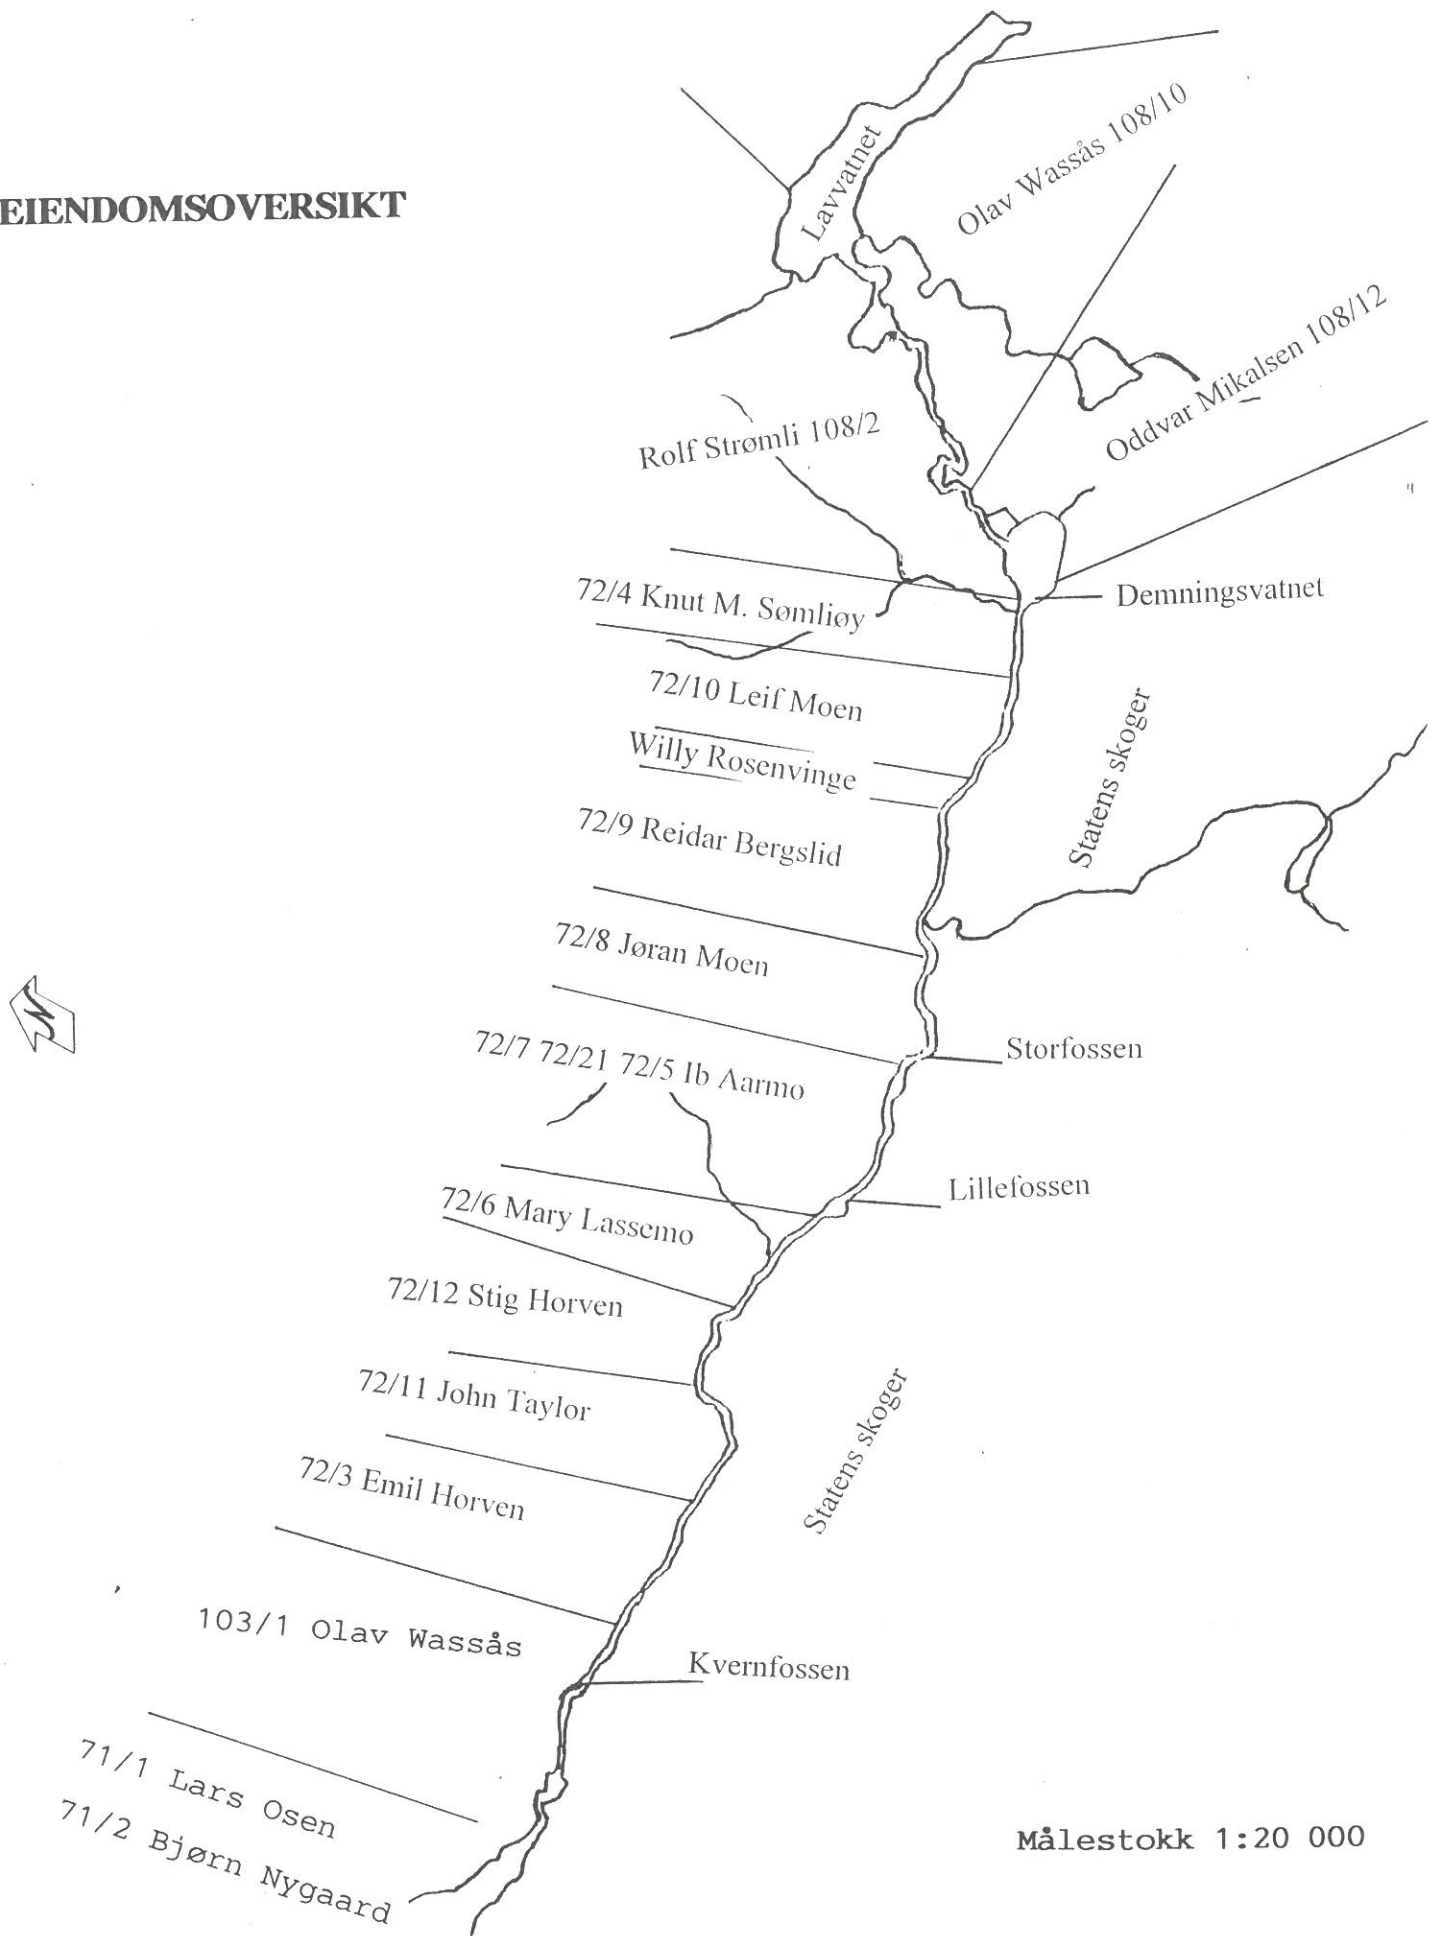 EIENDOMSOVERSIKT
Lavvatnet
Olav Wassås 108/10
Oddvar Mikalsen 108/12
Rolf Strømli 108/2
72/4 Knut M. Sømliøy
Demningsvatnet
72/10 Leif Moen
Willy Rosenvinge
Statens skoger
72/9 Reidar Bergslid
72/8 Jøran Moen
N
72/7 72/21 72/5 Ib Aarmo
Storfossen
72/6 Mary Lassemo
Lillefossen
72/12 Stig Horven
72/11 John Taylor
Statens skoger
72/3 Emil Horven
103/1 Olav Wassås
Kvernfossen
71/1 Lars Osen
71/2 Bjørn Nygaard
Målestokk 1:20 000